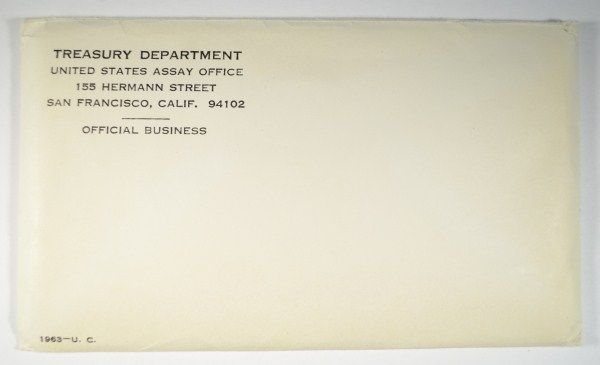 TREASURY DEPARTMENT
UNITED STATES ASSAY OFFICE
155 HERMANN STREET
SAN FRANCISCO, CALIF. 94102
OFFICIAL BUSINESS
1963—U. C.